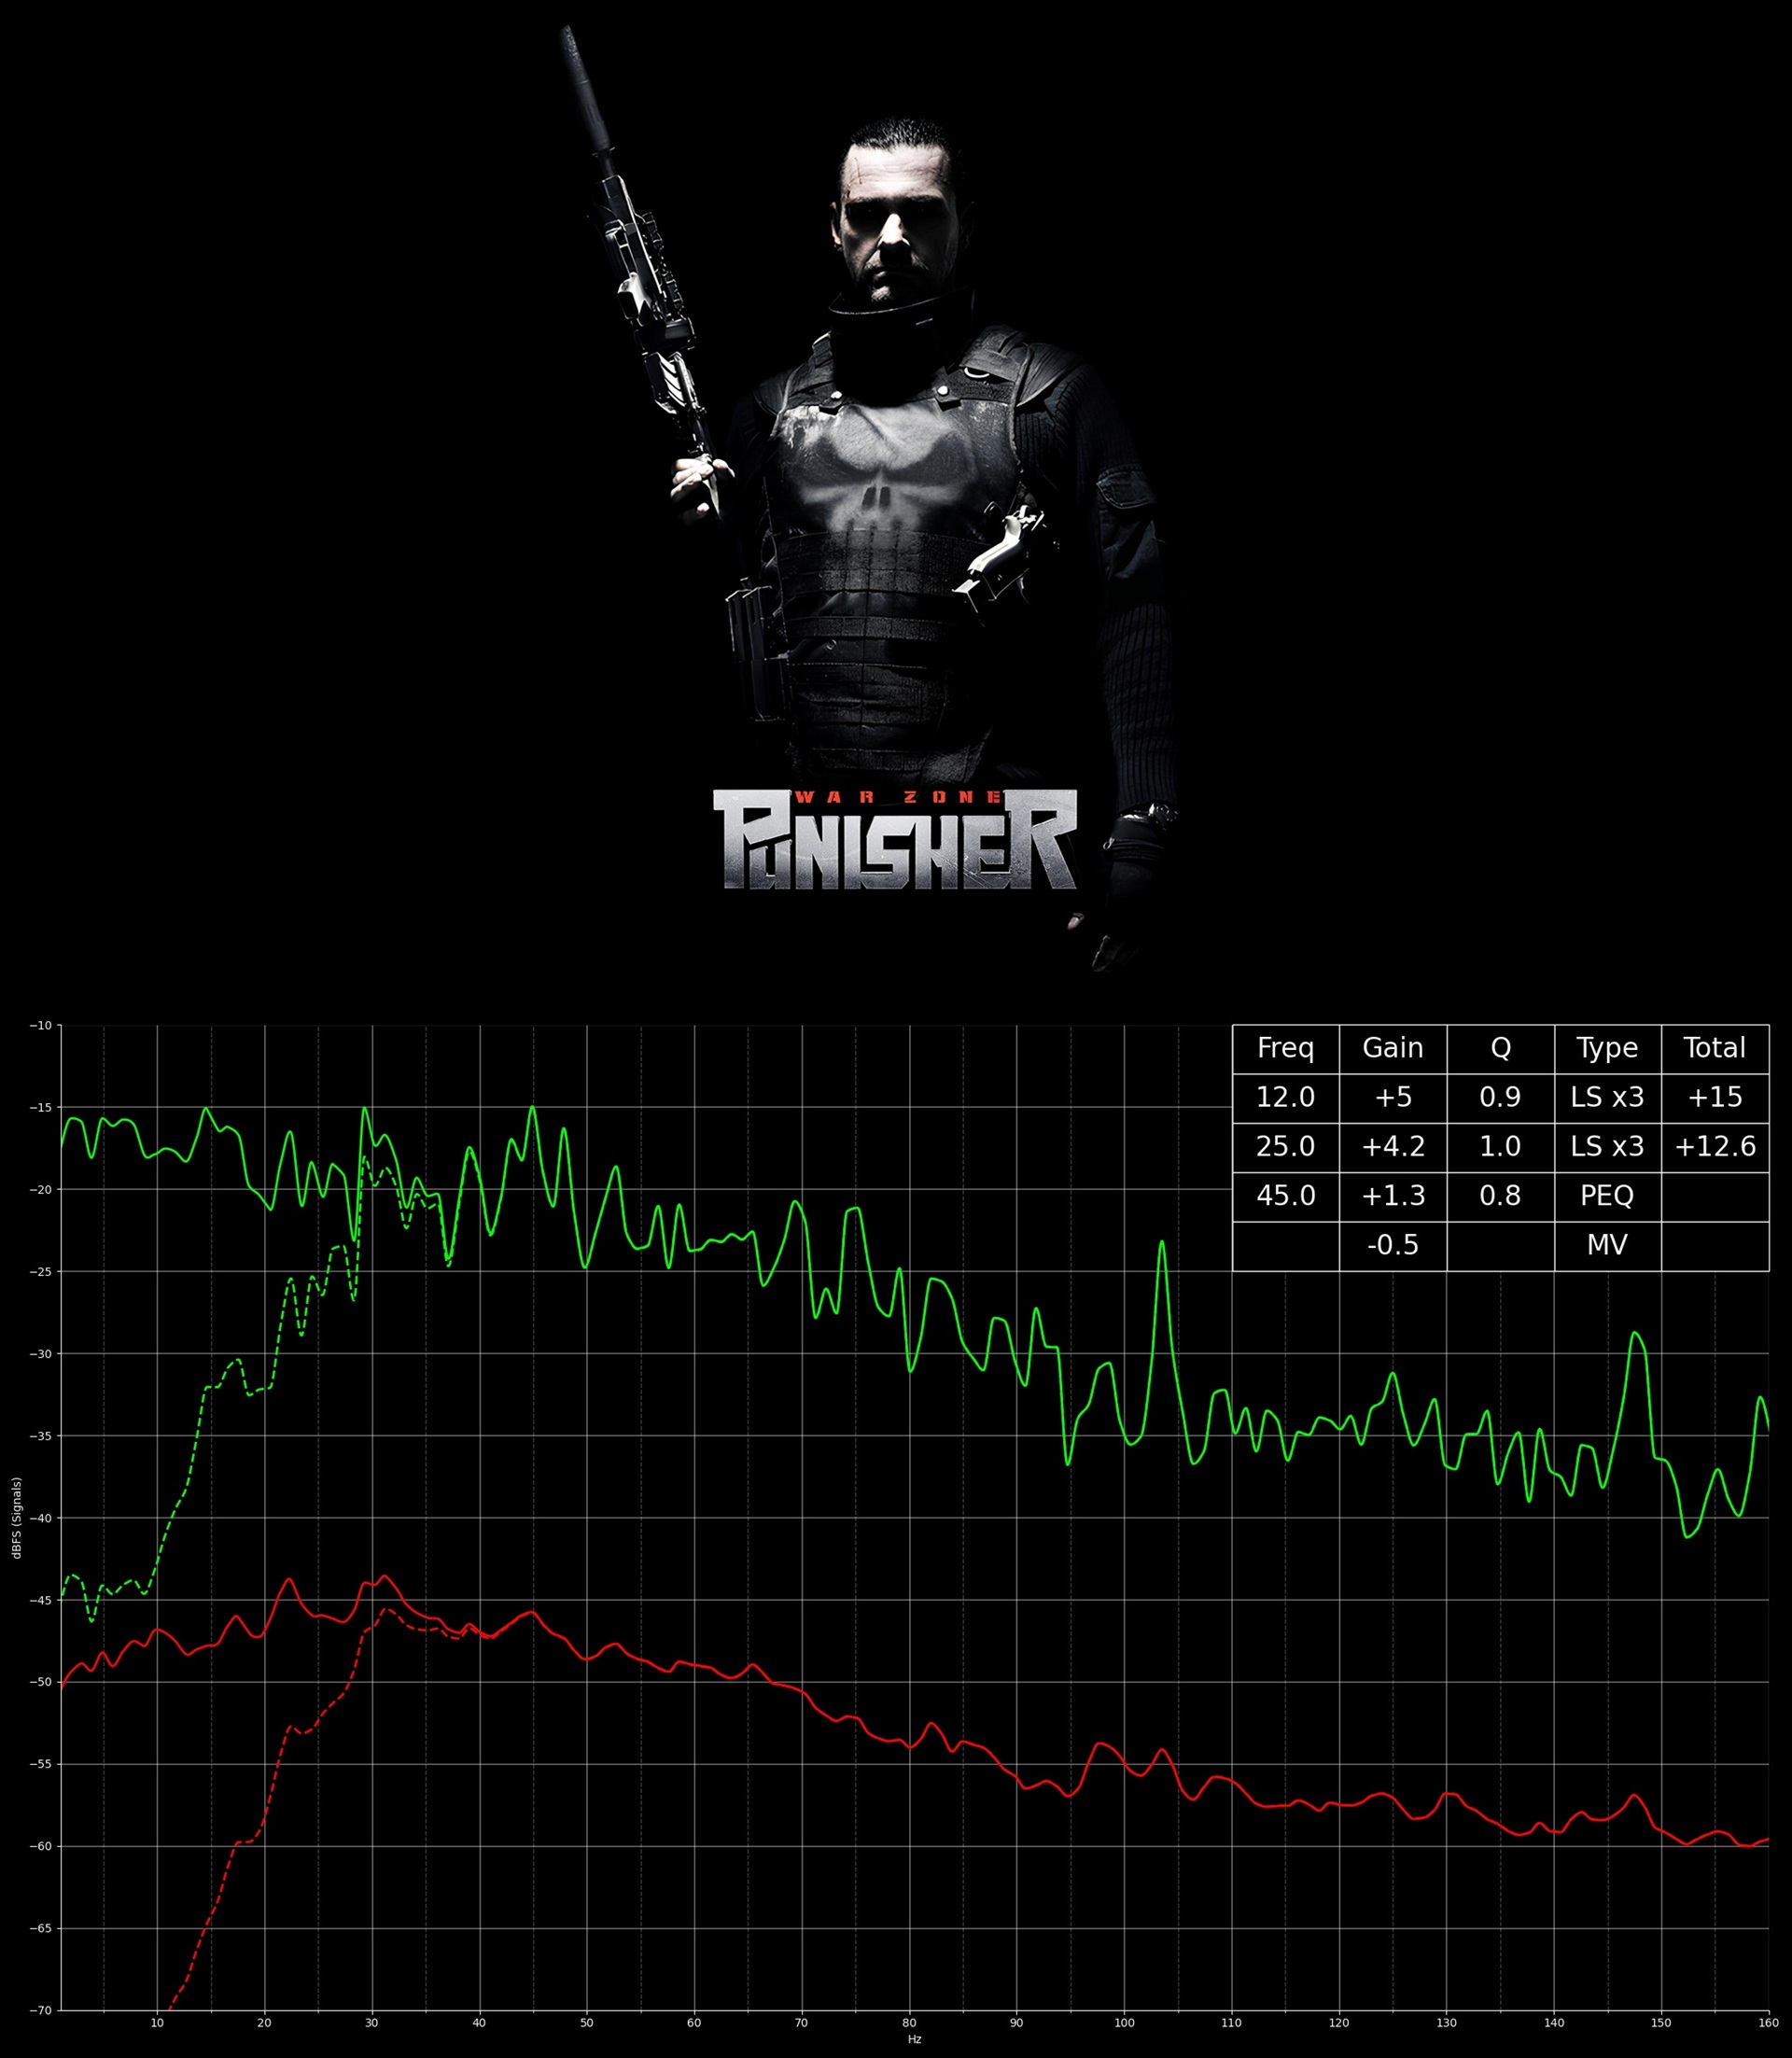 WAR ZONE
PUNISHER
Freq Gain Q Type Total
12.0 +5 0.9 LS x3 +15
25.0 +4.2 1.0 LS x3 +12.6
45.0 +1.3 0.8 PEQ
-0.5 MV
−10
−15
−20
−25
−30
−35
−40
−45
−50
−55
−60
−65
−70
dBFS (Signals)
10 20 30 40 50 60 70 80 90 100 110 120 130 140 150 160
Hz